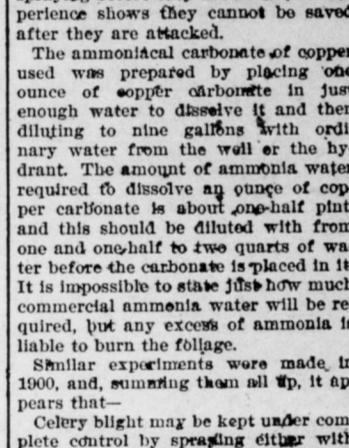 perience shows they cannot be saved
after they are attacked.
The ammoniacal carbonate of copper
used was prepared by placing one
ounce of copper carbonate in just
enough water to dissolve it and then
diluting to nine gallons with ordi
nary water from the well or the hy
drant. The amount of ammonia water
required to dissolve an ounce of cop
per carbonate is about one-half pint
and this should be diluted with from
one and one-half to two quarts of wa
ter before the carbonate is placed in it
It is impossible to state just how much
commercial ammonia water will be re
quired, but any excess of ammonia is
liable to burn the foliage.
Similar experiments were made in
1900, and, summing them all up, it ap
pears that—
Celery blight may be kept under com
plete control by spraying either with